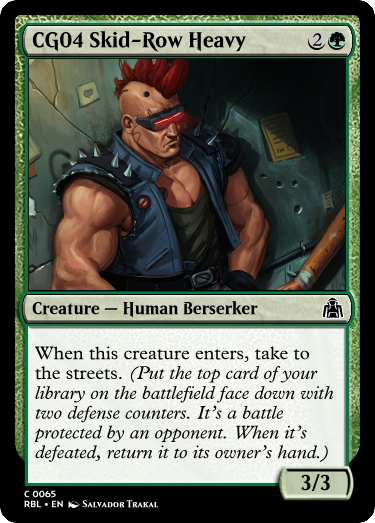 CG04 Skid-Row Heavy 2
Creature — Human Berserker
When this creature enters, take to
the streets. (Put the top card of your
library on the battlefield face down with
two defense counters. It's a battle
protected by an opponent. When it's
defeated, return it to its owner's hand.)
3/3
C 0065
RBL • EN Salvador Trakal